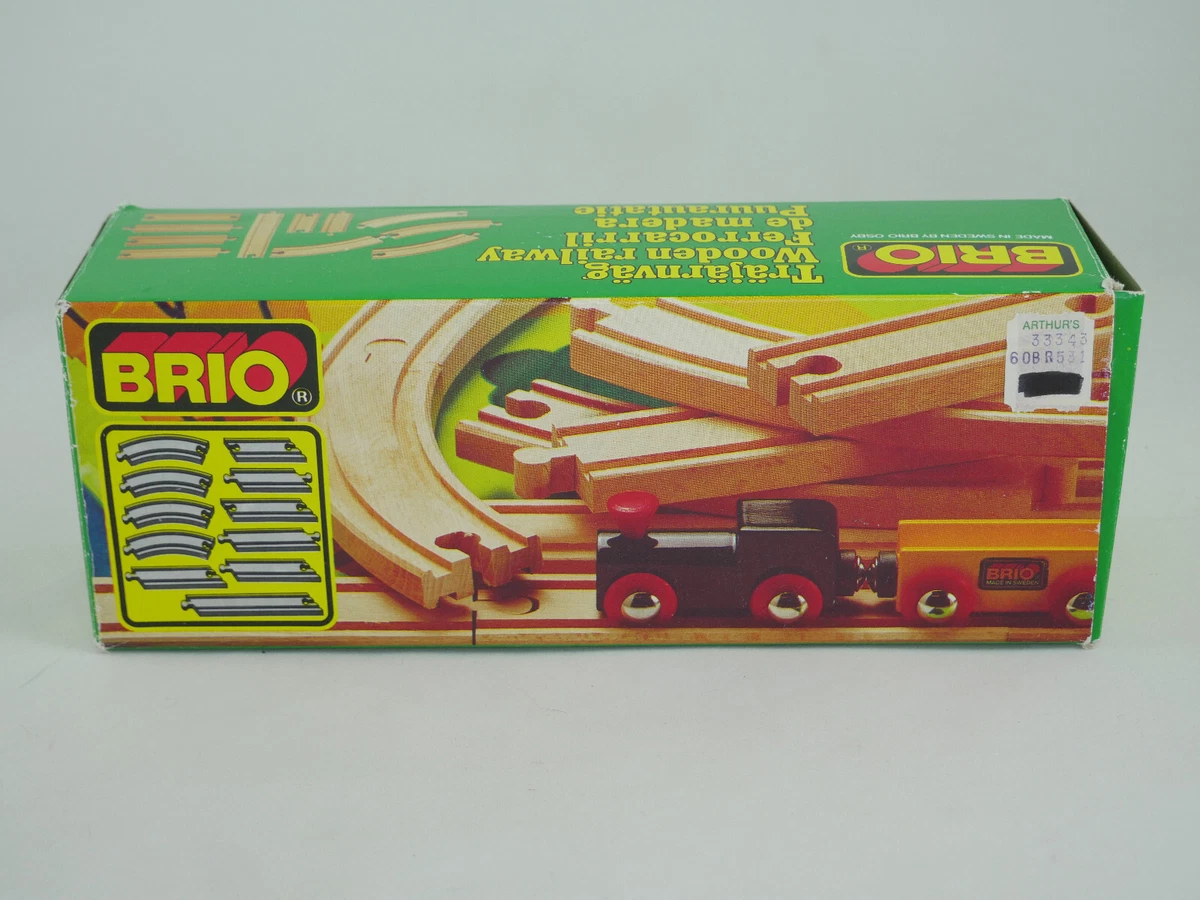 Träjärnväg
Wooden railway
Ferrocarril
de madera
Puurautatie
BRIO®
MADE IN SWEDEN BY BRIO OSBY
BRIO®
ARTHUR'S
33343
60BR531
BRIO
MADE IN SWEDEN